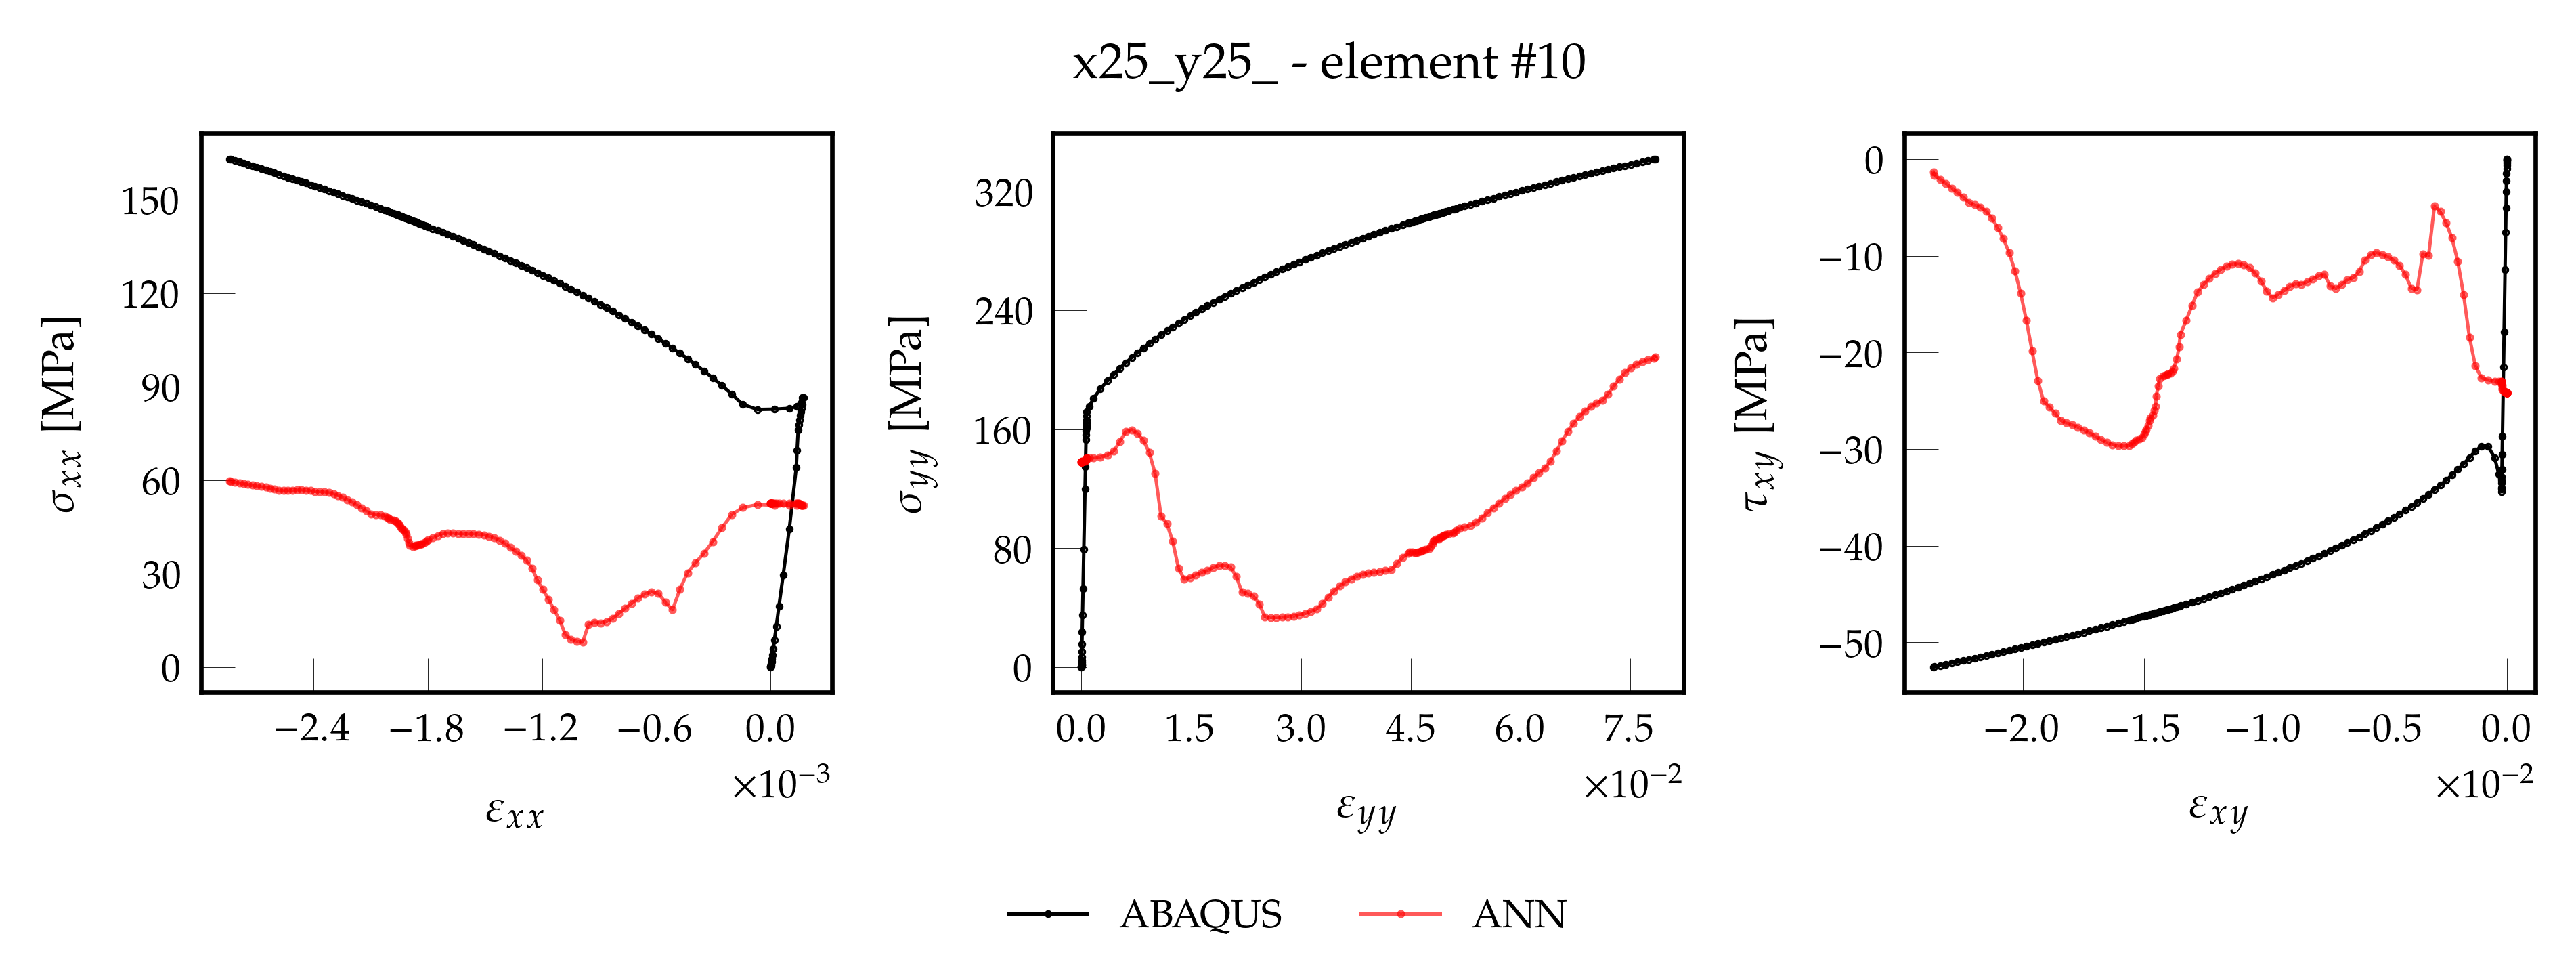 x25_y25_ - element #10
σxx [MPa]
150
120
90
60
30
0
−2.4 −1.8 −1.2 −0.6 0.0
×10−3
εxx
σyy [MPa]
320
240
160
80
0
0.0 1.5 3.0 4.5 6.0 7.5
×10−2
εyy
τxy [MPa]
0
−10
−20
−30
−40
−50
−2.0 −1.5 −1.0 −0.5 0.0
×10−2
εxy
ABAQUS ANN